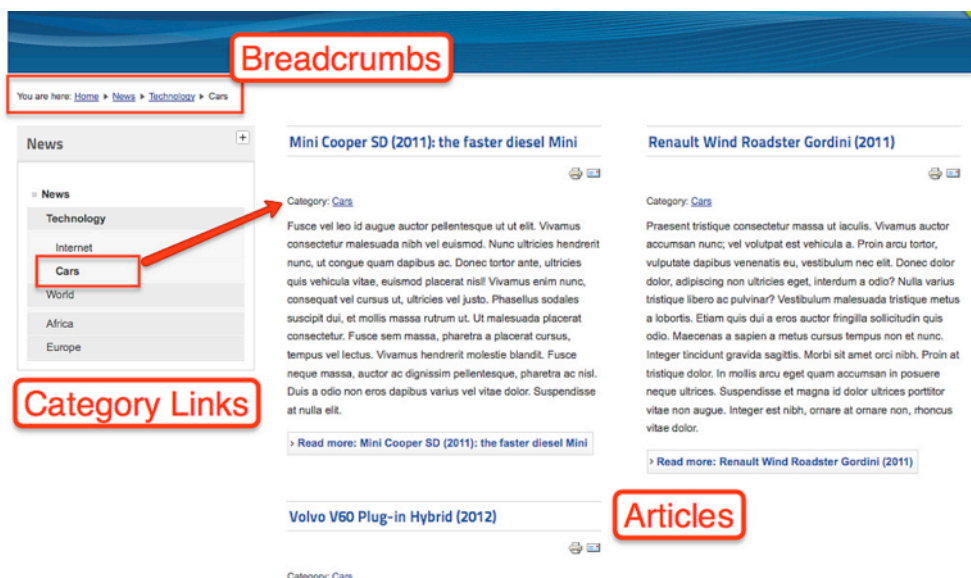 Breadcrumbs
You are here: Home ▸ News ▸ Technology ▸ Cars
News
+
News
Technology
Internet
Cars
World
Africa
Europe
Category Links
Mini Cooper SD (2011): the faster diesel Mini
Category: Cars
Fusce vel leo id augue auctor pellentesque ut ut elit. Vivamus
consectetur malesuada nibh vel euismod. Nunc ultricies hendrerit
nunc, ut congue quam dapibus ac. Donec tortor ante, ultricies
quis vehicula vitae, euismod placerat nisl! Vivamus enim nunc,
consequat vel cursus ut, ultricies vel justo. Phasellus sodales
suscipit dui, et mollis massa rutrum ut. Ut malesuada placerat
consectetur. Fusce sem massa, pharetra a placerat cursus,
tempus vel lectus. Vivamus hendrerit molestie blandit. Fusce
neque massa, auctor ac dignissim pellentesque, pharetra ac nisl.
Duis a odio non eros dapibus varius vel vitae dolor. Suspendisse
at nulla elit.
› Read more: Mini Cooper SD (2011): the faster diesel Mini
Renault Wind Roadster Gordini (2011)
Category: Cars
Praesent tristique consectetur massa ut iaculis. Vivamus auctor
accumsan nunc; vel volutpat est vehicula a. Proin arcu tortor,
vulputate dapibus venenatis eu, vestibulum nec elit. Donec dolor
dolor, adipiscing non ultricies eget, interdum a odio? Nulla varius
tristique libero ac pulvinar? Vestibulum malesuada tristique metus
a lobortis. Etiam quis dui a eros auctor fringilla sollicitudin quis
odio. Maecenas a sapien a metus cursus tempus non et nunc.
Integer tincidunt gravida sagittis. Morbi sit amet orci nibh. Proin at
tristique dolor. In mollis arcu eget quam accumsan in posuere
neque ultrices. Suspendisse et magna id dolor ultrices porttitor
vitae non augue. Integer est nibh, ornare at ornare non, rhoncus
vitae dolor.
› Read more: Renault Wind Roadster Gordini (2011)
Volvo V60 Plug-in Hybrid (2012)
Category: Cars
Articles